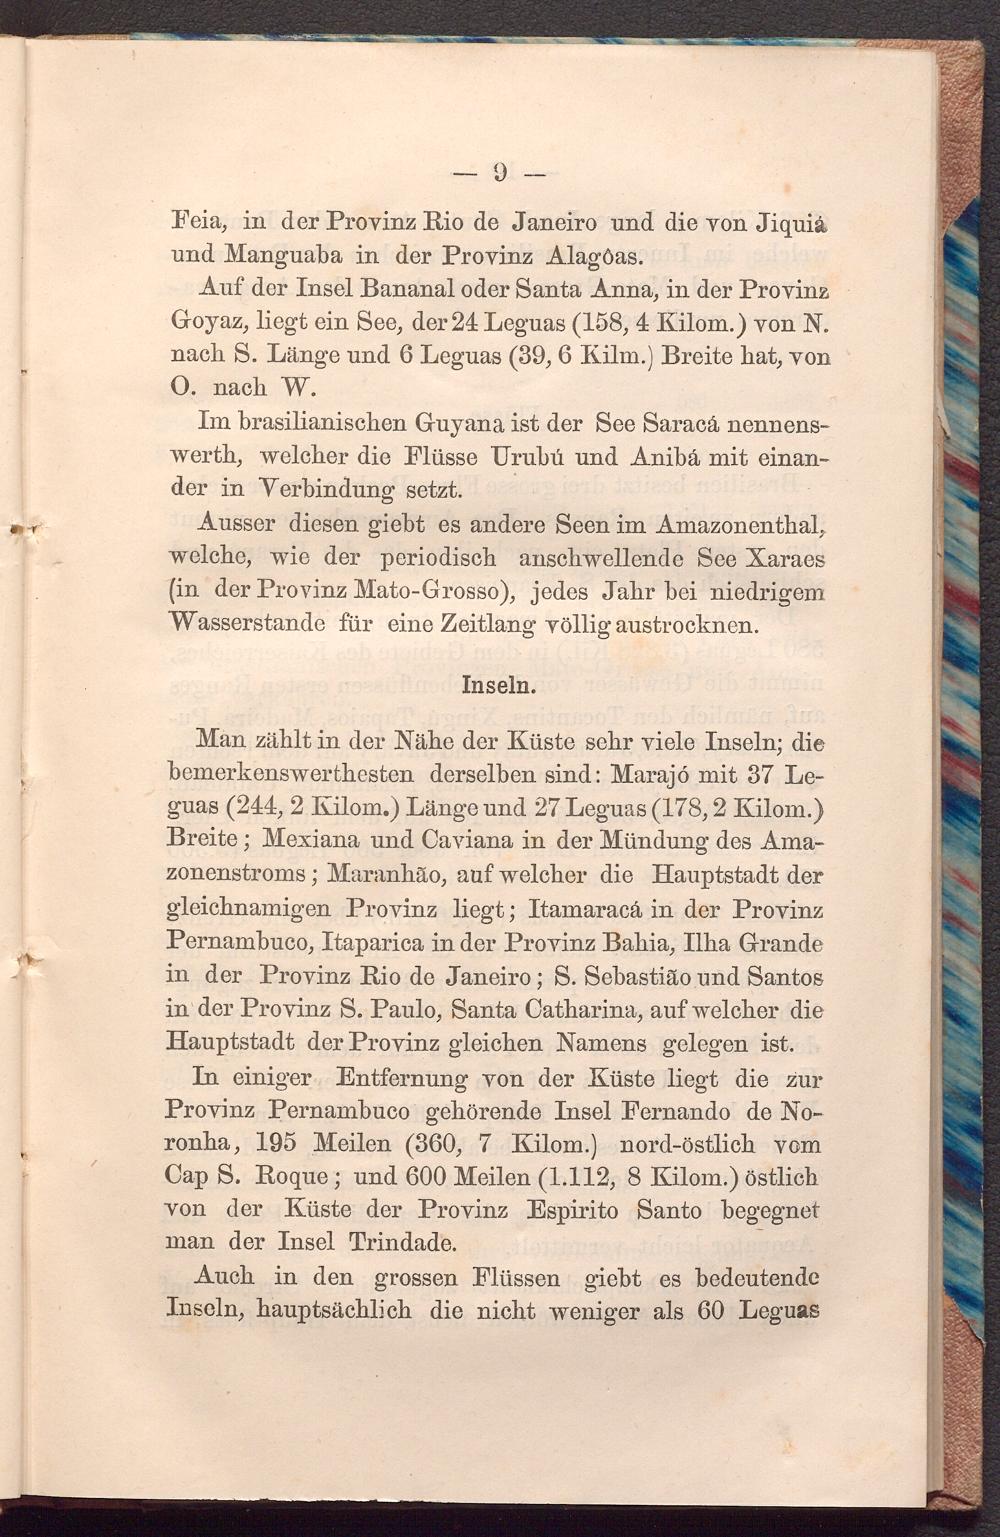 — 9 —
Feia, in der Provinz Rio de Janeiro und die von Jiquiá
und Manguaba in der Provinz Alagôas.
Auf der Insel Bananal oder Santa Anna, in der Provinz
Goyaz, liegt ein See, der 24 Leguas (158, 4 Kilom.) von N.
nach S. Länge und 6 Leguas (39, 6 Kilm.) Breite hat, von
O. nach W.
Im brasilianischen Guyana ist der See Saracá nennens-
werth, welcher die Flüsse Urubú und Anibá mit einan-
der in Verbindung setzt.
Ausser diesen giebt es andere Seen im Amazonenthal,
welche, wie der periodisch anschwellende See Xaraes
(in der Provinz Mato-Grosso), jedes Jahr bei niedrigem
Wasserstande für eine Zeitlang völlig austrocknen.
Inseln.
Man zählt in der Nähe der Küste sehr viele Inseln; die
bemerkenswerthesten derselben sind: Marajó mit 37 Le-
guas (244, 2 Kilom.) Länge und 27 Leguas (178, 2 Kilom.)
Breite; Mexiana und Caviana in der Mündung des Ama-
zonenstroms; Maranhão, auf welcher die Hauptstadt der
gleichnamigen Provinz liegt; Itamaracá in der Provinz
Pernambuco, Itaparica in der Provinz Bahia, Ilha Grande
in der Provinz Rio de Janeiro; S. Sebastião und Santos
in der Provinz S. Paulo, Santa Catharina, auf welcher die
Hauptstadt der Provinz gleichen Namens gelegen ist.
In einiger Entfernung von der Küste liegt die zur
Provinz Pernambuco gehörende Insel Fernando de No-
ronha, 195 Meilen (360, 7 Kilom.) nord-östlich vom
Cap S. Roque; und 600 Meilen (1.112, 8 Kilom.) östlich
von der Küste der Provinz Espirito Santo begegnet
man der Insel Trindade.
Auch in den grossen Flüssen giebt es bedeutende
Inseln, hauptsächlich die nicht weniger als 60 Leguas